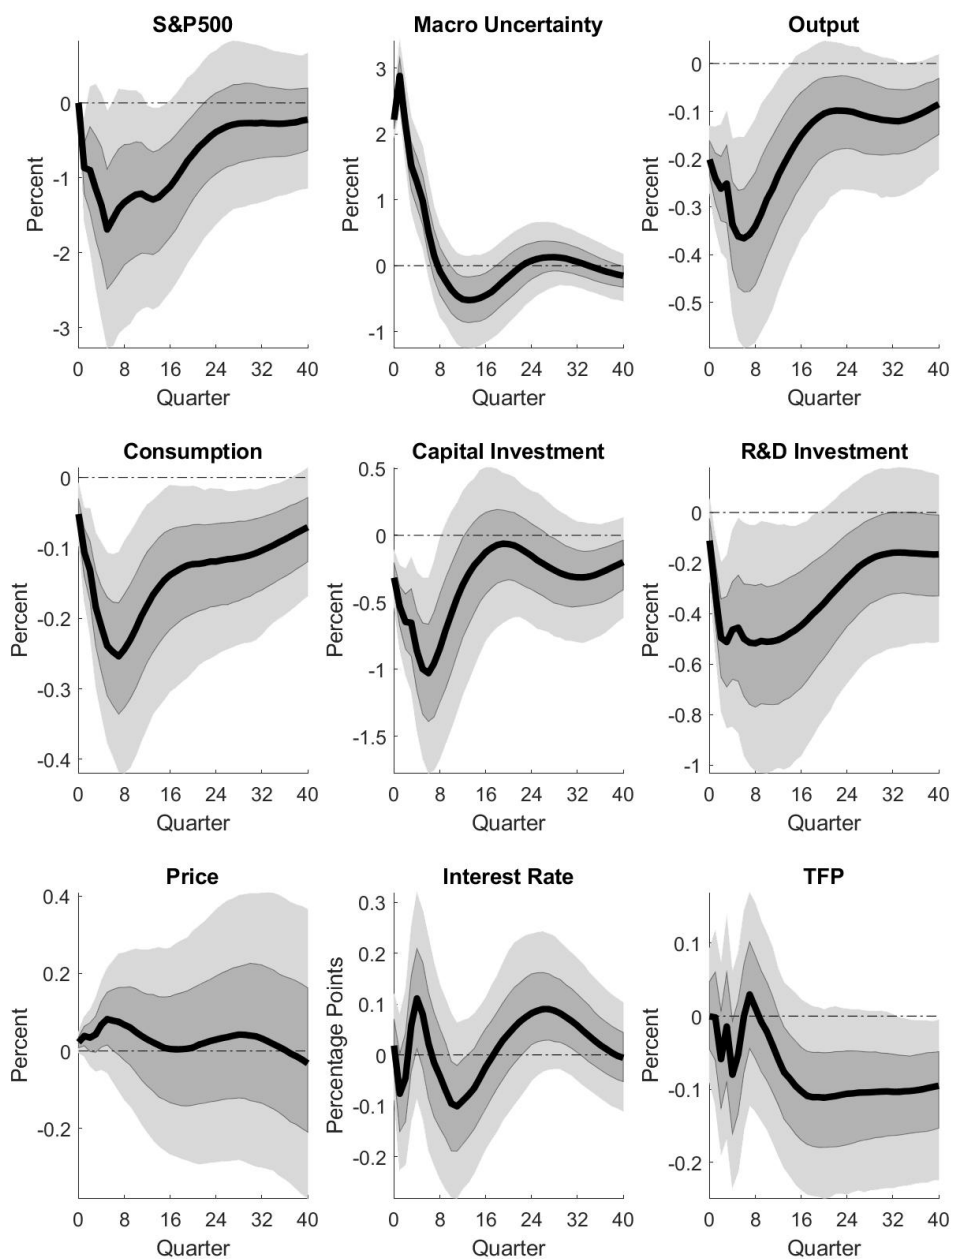 S&P500
0
-1
-2
-3
Percent
0 8 16 24 32 40
Quarter
Macro Uncertainty
3
2
1
0
-1
Percent
0 8 16 24 32 40
Quarter
Output
0
-0.1
-0.2
-0.3
-0.4
-0.5
Percent
0 8 16 24 32 40
Quarter
Consumption
0
-0.1
-0.2
-0.3
-0.4
Percent
0 8 16 24 32 40
Quarter
Capital Investment
0.5
0
-0.5
-1
-1.5
Percent
0 8 16 24 32 40
Quarter
R&D Investment
0
-0.2
-0.4
-0.6
-0.8
-1
Percent
0 8 16 24 32 40
Quarter
Price
0.4
0.2
0
-0.2
Percent
0 8 16 24 32 40
Quarter
Interest Rate
0.3
0.2
0.1
0
-0.1
-0.2
Percentage Points
0 8 16 24 32 40
Quarter
TFP
0.1
0
-0.1
-0.2
Percent
0 8 16 24 32 40
Quarter